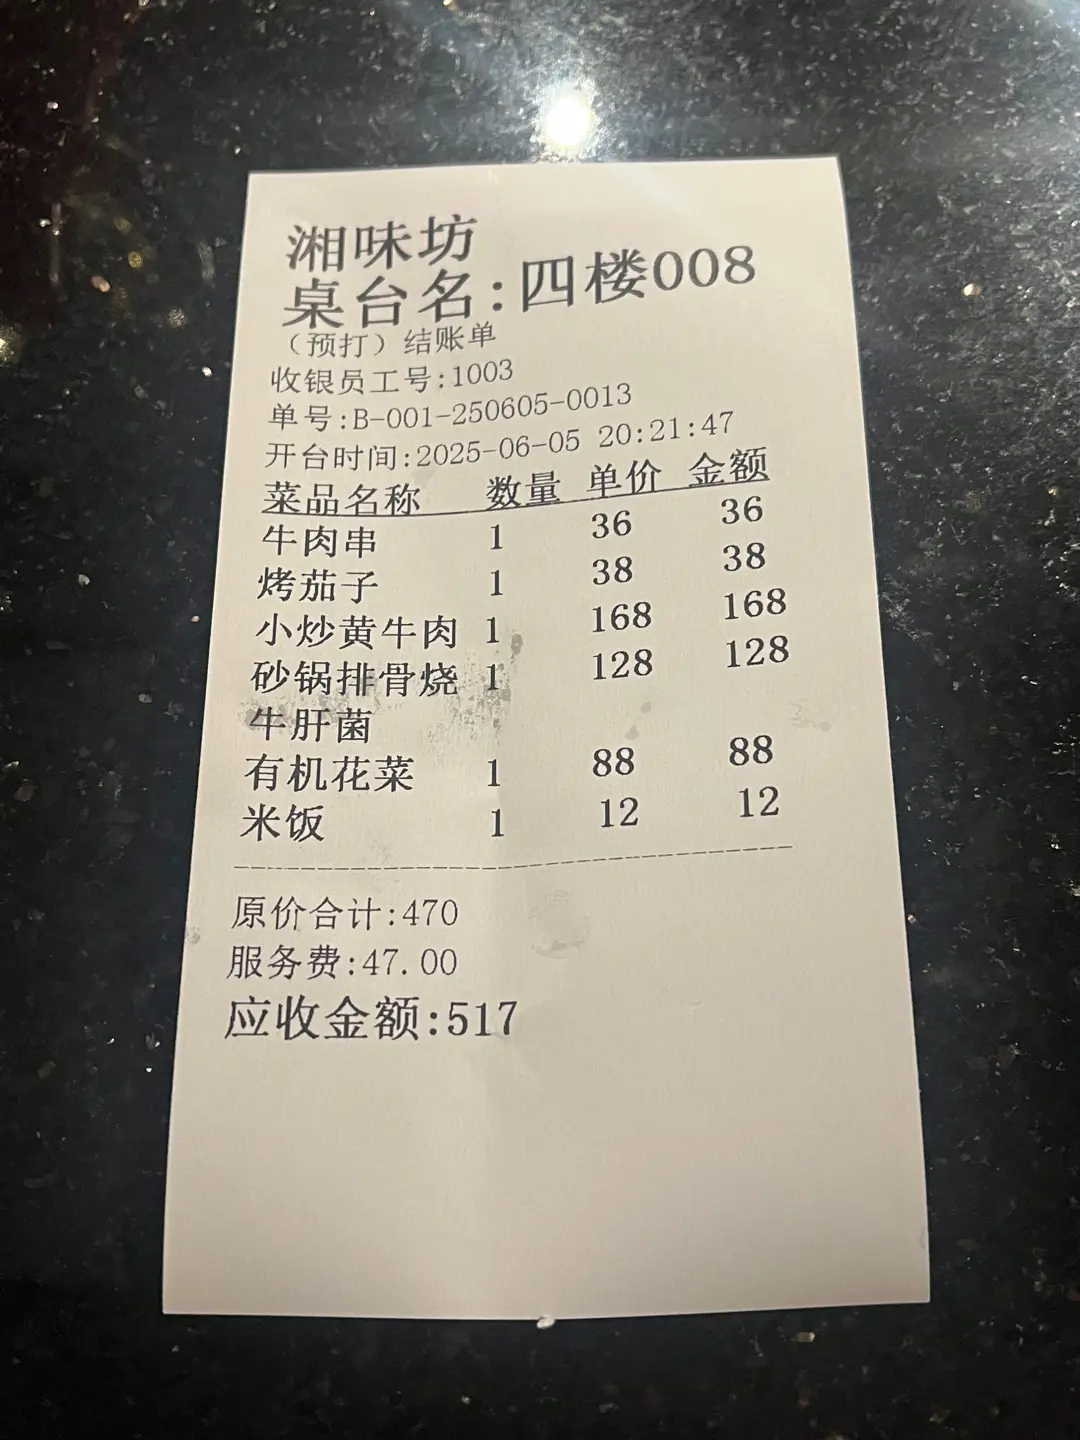 湘味坊
桌台名:四楼008
（预打）结账单
收银员工号:1003
单号:B-001-250605-0013
开台时间:2025-06-05 20:21:47
菜品名称 数量 单价 金额
牛肉串 1 36 36
烤茄子 1 38 38
小炒黄牛肉 1 168 168
砂锅排骨烧 1 128 128
牛肝菌
有机花菜 1 88 88
米饭 1 12 12
原价合计:470
服务费:47.00
应收金额:517